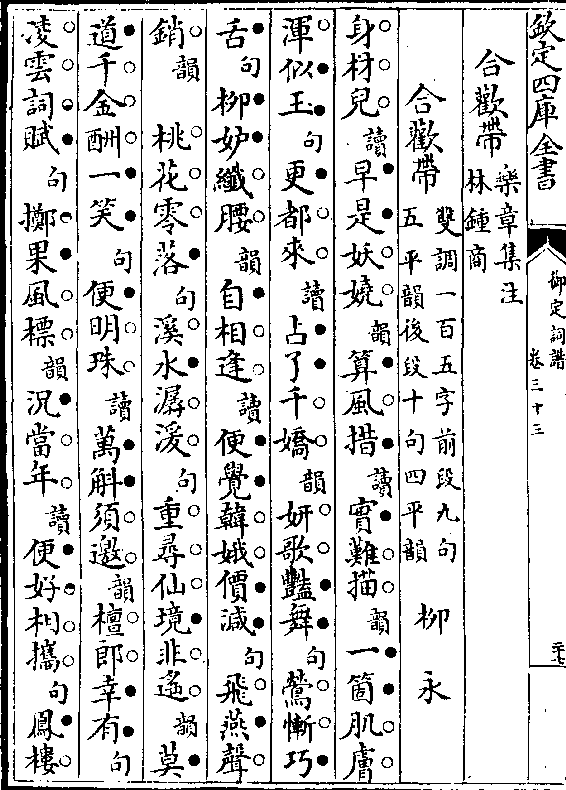 欽定四庫全書
御定詞譜
卷三十三
二十七
合歡帶
樂章集注
林鍾商
合歡帶
雙調一百五字前段九句
五平韻後段十句四平韻
柳永
身材兒讀早是妖嬈韻算風措讀實難描韻一箇肌膚
渾似玉句更都來讀占了千嬌韻妍歌豔舞句鶯慚巧
舌句柳妒纖腰韻自相逢讀便覺韓娥價減句飛燕聲
銷韻桃花零落句溪水潺湲句重尋仙境非遙韻莫
道千金酬一笑句便明珠讀萬斛須邀韻檀郎幸有句
凌雲詞賦句擲果風標韻況當年讀便好相攜句鳳樓